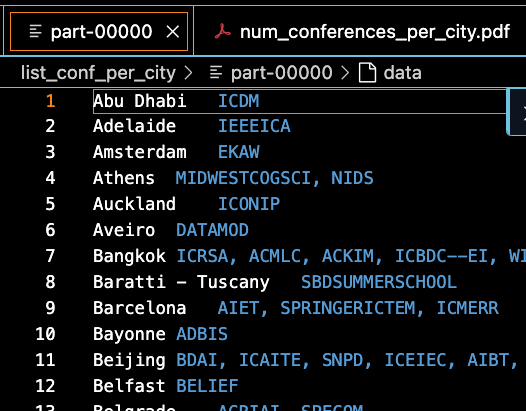 part-00000 num_conferences_per_city.pdf
list_conf_per_city > part-00000 > data
1 Abu Dhabi ICDM
2 Adelaide IEEEICA
3 Amsterdam EKAW
4 Athens MIDWESTCOGSCI, NIDS
5 Auckland ICONIP
6 Aveiro DATAMOD
7 Bangkok ICRSA, ACMLC, ACKIM, ICBDC--EI,
8 Baratti - Tuscany SBDSUMMERSCHOOL
9 Barcelona AIET, SPRINGERICTEM, ICMERR
10 Bayonne ADBIS
11 Beijing BDAI, ICAITE, SNPD, ICEIEC, AIBT,
12 Belfast BELIEF
13 Belgrade ACRIAI, SPECOM